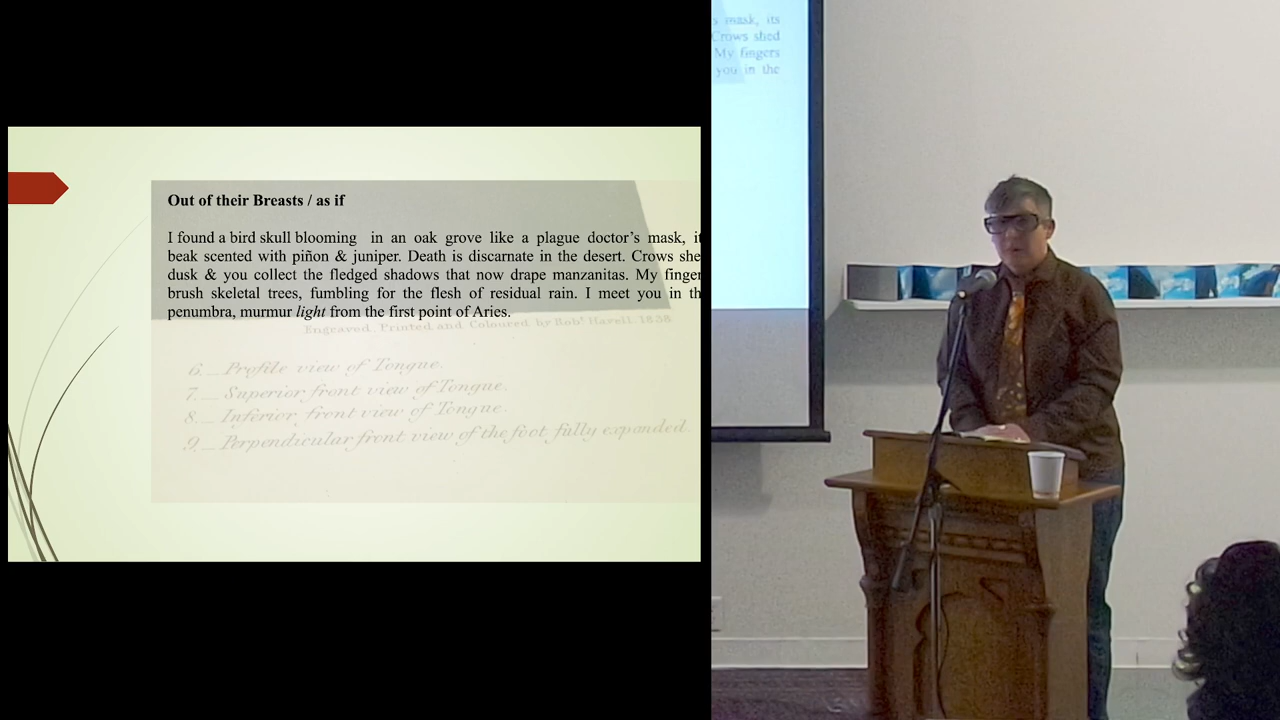 Out of their Breasts / as if
I found a bird skull blooming in an oak grove like a plague doctor’s mask, it
beak scented with piñon & juniper. Death is discarnate in the desert. Crows she
dusk & you collect the fledged shadows that now drape manzanitas. My finger
brush skeletal trees, fumbling for the flesh of residual rain. I meet you in th
penumbra, murmur light from the first point of Aries.
Engraved, Printed and Coloured by Robt. Havell. 1838
6. Profile view of Tongue.
7. Superior front view of Tongue.
8. Inferior front view of Tongue.
9. Perpendicular front view of the foot fully expanded.
s mask, its
Crows shed
My fingers
you in the